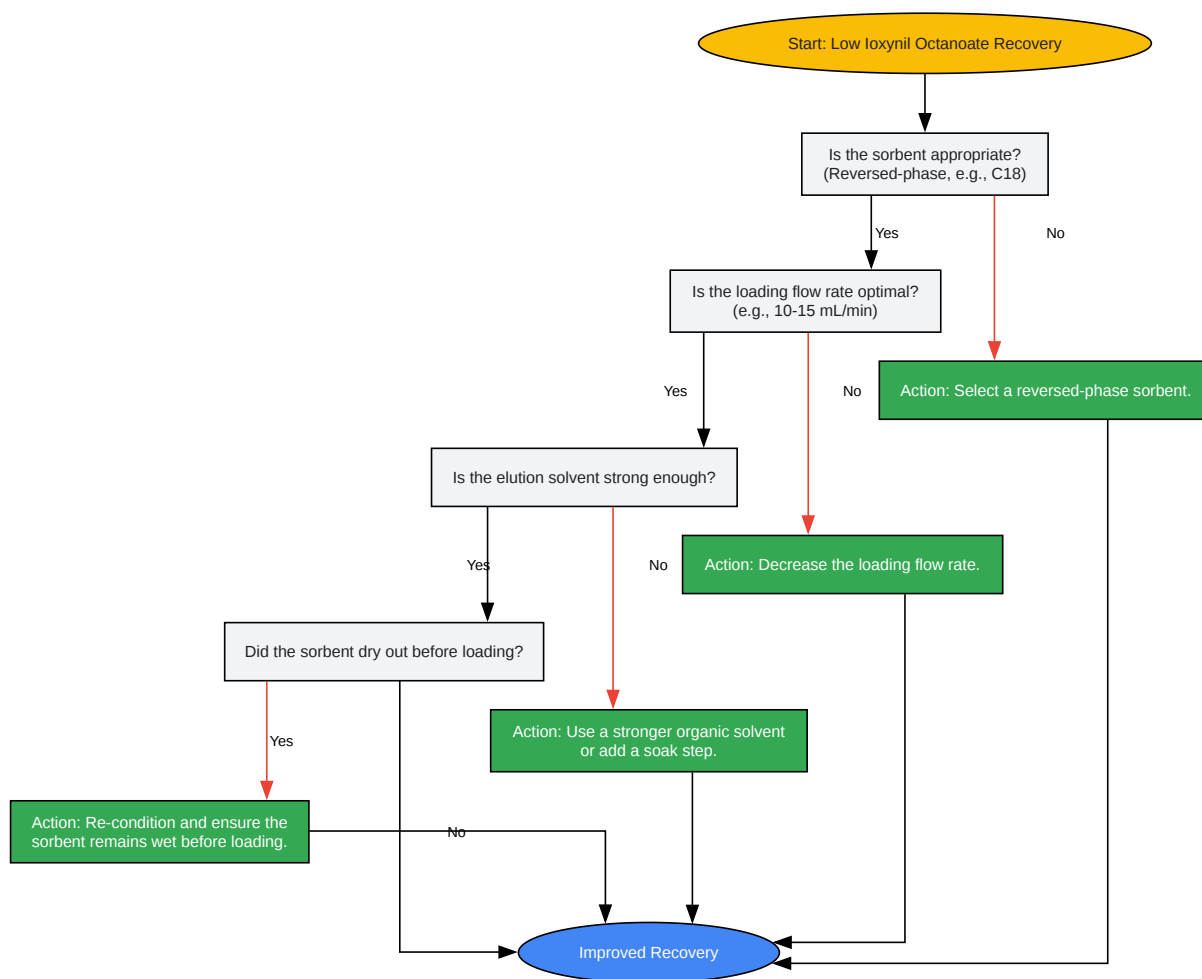 Start: Low Ioxynil Octanoate Recovery
Is the sorbent appropriate?
(Reversed-phase, e.g., C18)
Yes
No
Is the loading flow rate optimal?
(e.g., 10-15 mL/min)
Yes
No
Action: Select a reversed-phase sorbent.
Is the elution solvent strong enough?
Yes
No
Action: Decrease the loading flow rate.
Did the sorbent dry out before loading?
Yes
Action: Use a stronger organic solvent
or add a soak step.
Action: Re-condition and ensure the
sorbent remains wet before loading.
No
Improved Recovery